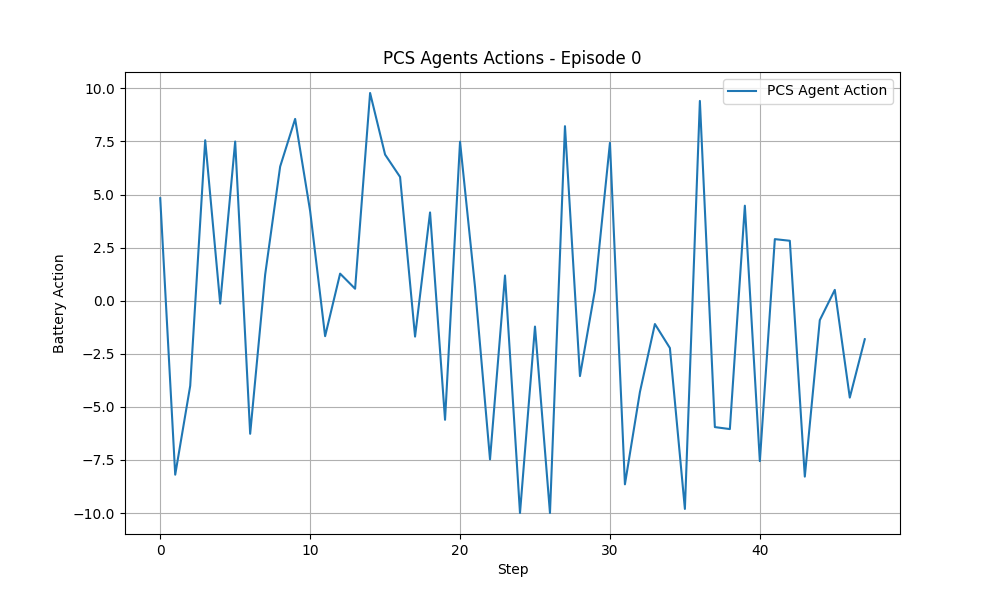 PCS Agents Actions - Episode 0
PCS Agent Action
10.0
7.5
5.0
2.5
0.0
−2.5
−5.0
−7.5
−10.0
Battery Action
0 10 20 30 40
Step